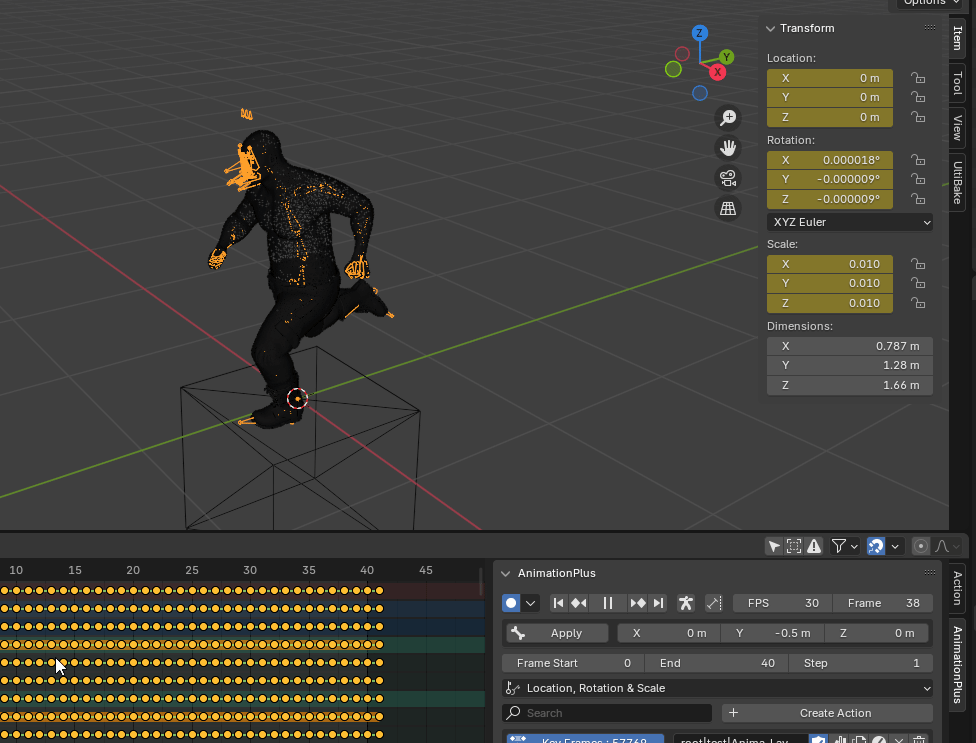 Options
Z
Y
X
Transform
Location:
X 0 m
Y 0 m
Z 0 m
Rotation:
X 0.000018°
Y -0.000009°
Z -0.000009°
XYZ Euler
Scale:
X 0.010
Y 0.010
Z 0.010
Dimensions:
X 0.787 m
Y 1.28 m
Z 1.66 m
Item
Tool
View
UltiBake
10 15 20 25 30 35 40 45
AnimationPlus
FPS 30 Frame 38
Apply X 0 m Y -0.5 m Z 0 m
Frame Start 0 End 40 Step 1
Location, Rotation & Scale
Search + Create Action
Key Frames : 57769 root|test|Anima_Lay
Action
AnimationPlus